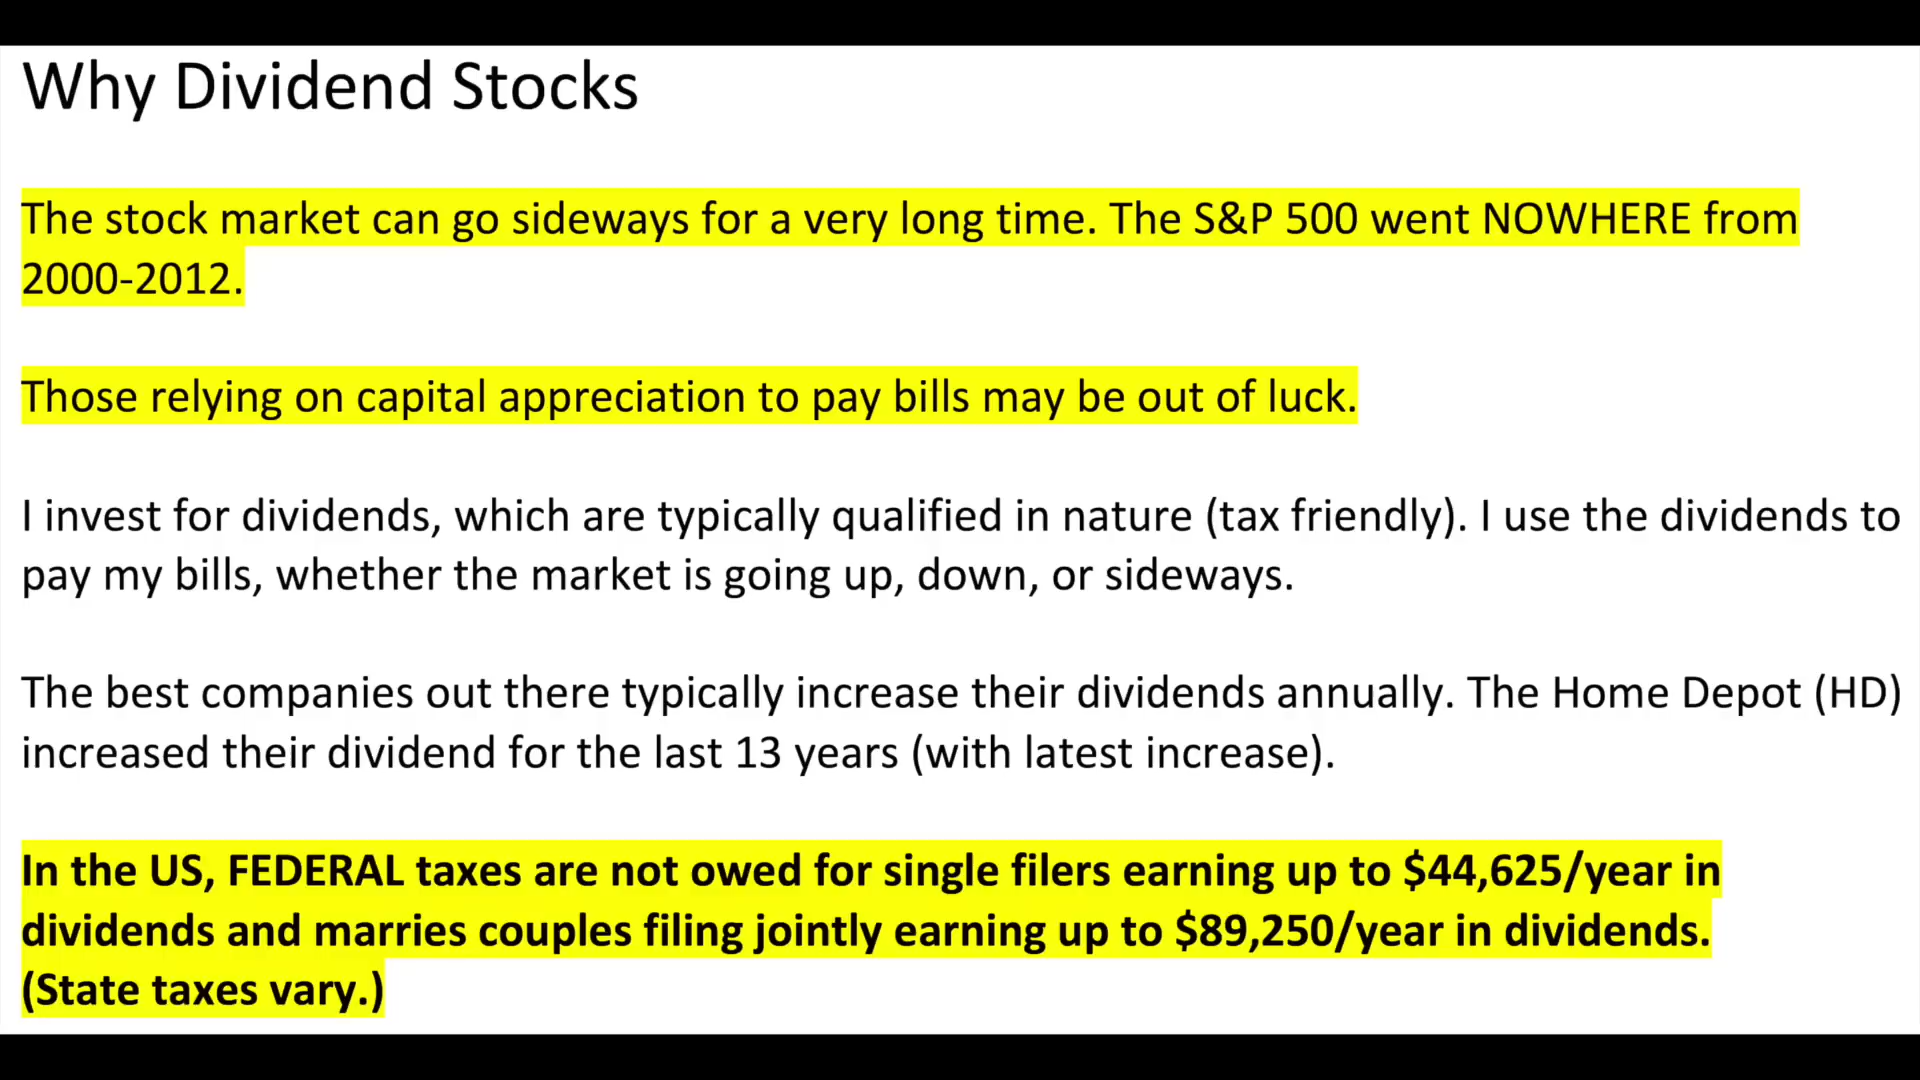 Why Dividend Stocks
The stock market can go sideways for a very long time. The S&P 500 went NOWHERE from
2000-2012.
Those relying on capital appreciation to pay bills may be out of luck.
I invest for dividends, which are typically qualified in nature (tax friendly). I use the dividends to
pay my bills, whether the market is going up, down, or sideways.
The best companies out there typically increase their dividends annually. The Home Depot (HD)
increased their dividend for the last 13 years (with latest increase).
In the US, FEDERAL taxes are not owed for single filers earning up to $44,625/year in
dividends and marries couples filing jointly earning up to $89,250/year in dividends.
(State taxes vary.)